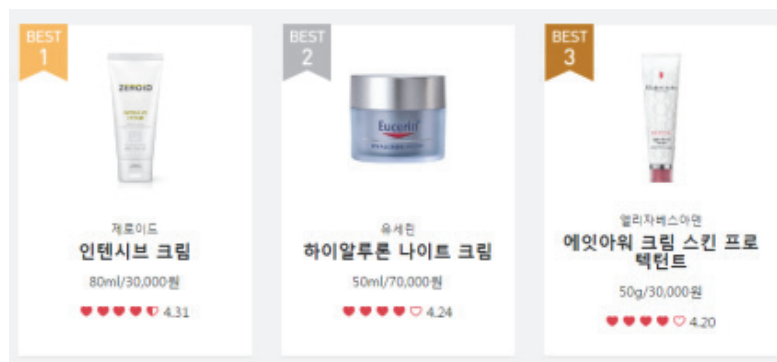 BEST
1
ZEROID
제로이드
인텐시브 크림
80ml/30,000원
4.31
BEST
2
Eucerin
유세린
하이알루론 나이트 크림
50ml/70,000원
4.24
BEST
3
엘리자베스아덴
에잇아워 크림 스킨 프로
텍턴트
50g/30,000원
4.20